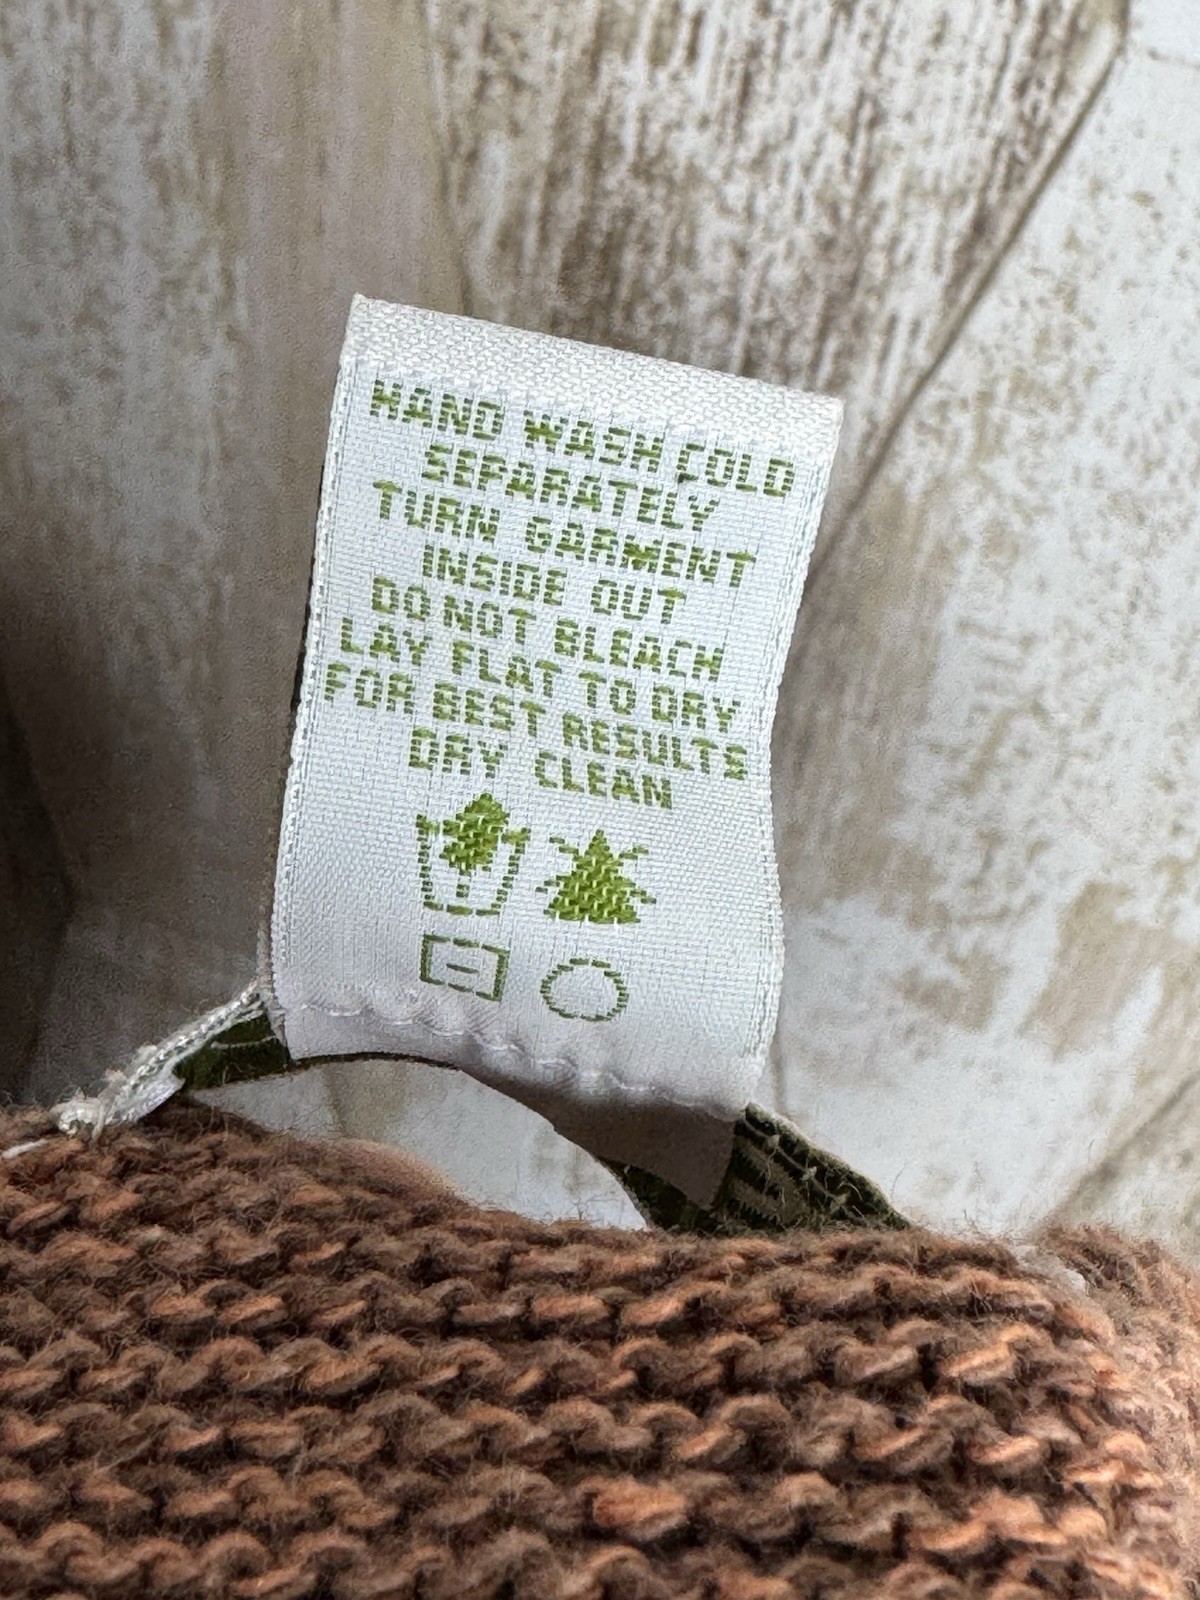 HAND WASH COLD
SEPARATELY
TURN GARMENT
INSIDE OUT
DO NOT BLEACH
LAY FLAT TO DRY
FOR BEST RESULTS
DRY CLEAN